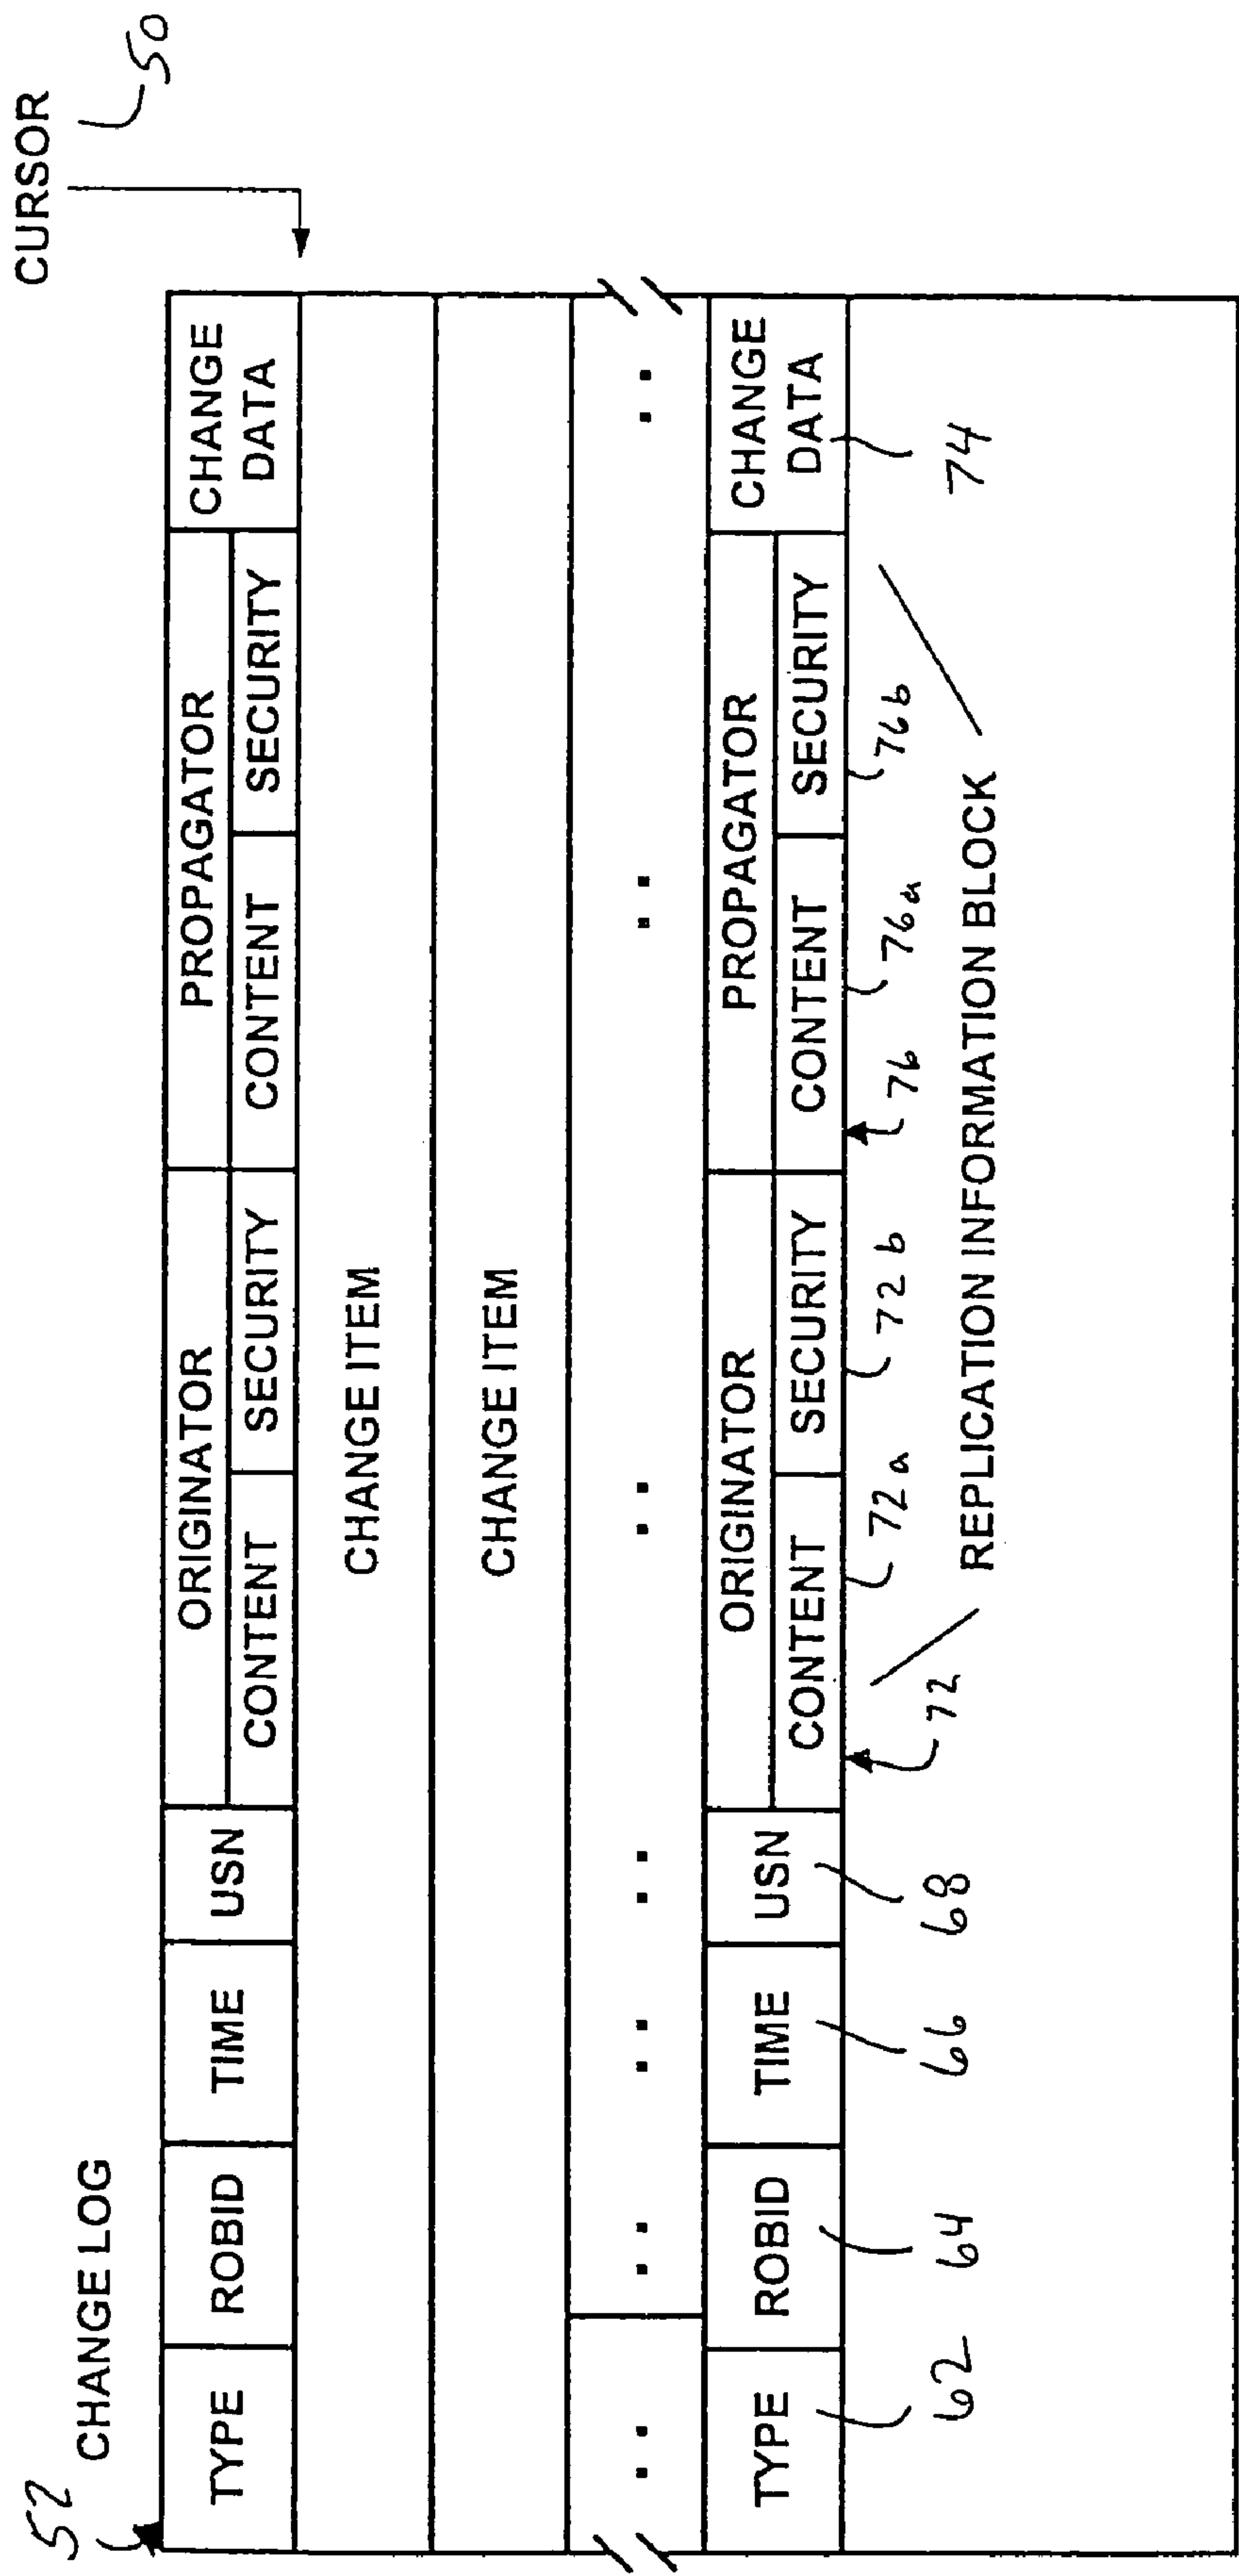 CURSOR
50
52
CHANGE LOG
TYPE ROBID TIME USN ORIGINATOR PROPAGATOR CHANGE DATA
CONTENT SECURITY CONTENT SECURITY
CHANGE ITEM
CHANGE ITEM
TYPE ROBID TIME USN ORIGINATOR PROPAGATOR CHANGE DATA
CONTENT SECURITY CONTENT SECURITY
62 64 66 68 72 72a 72b 76 76a 76b 74
REPLICATION INFORMATION BLOCK